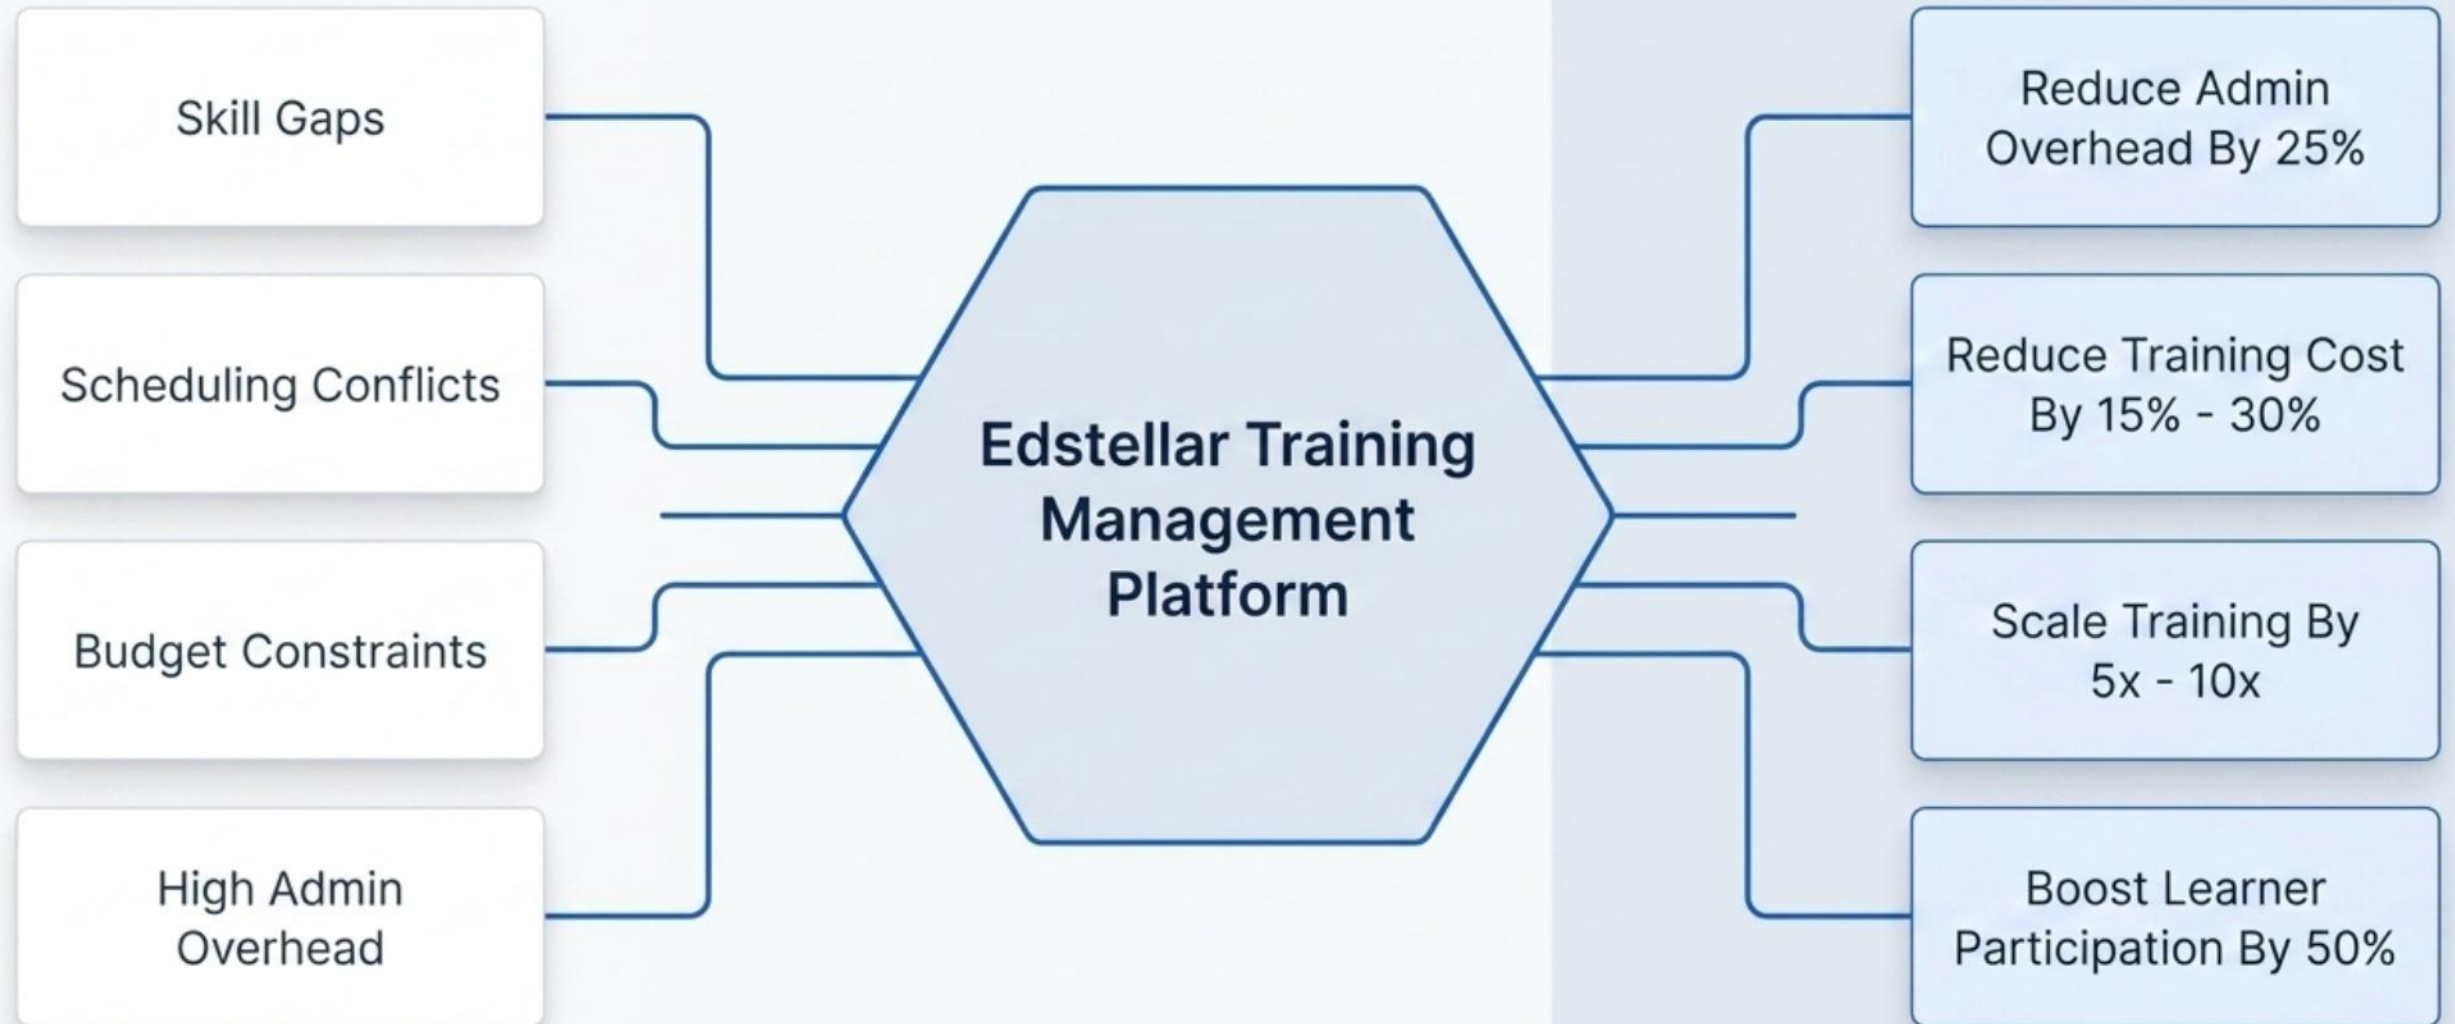 Skill Gaps
Scheduling Conflicts
Budget Constraints
High Admin
Overhead
Edstellar Training
Management
Platform
Reduce Admin
Overhead By 25%
Reduce Training Cost
By 15% - 30%
Scale Training By
5x - 10x
Boost Learner
Participation By 50%